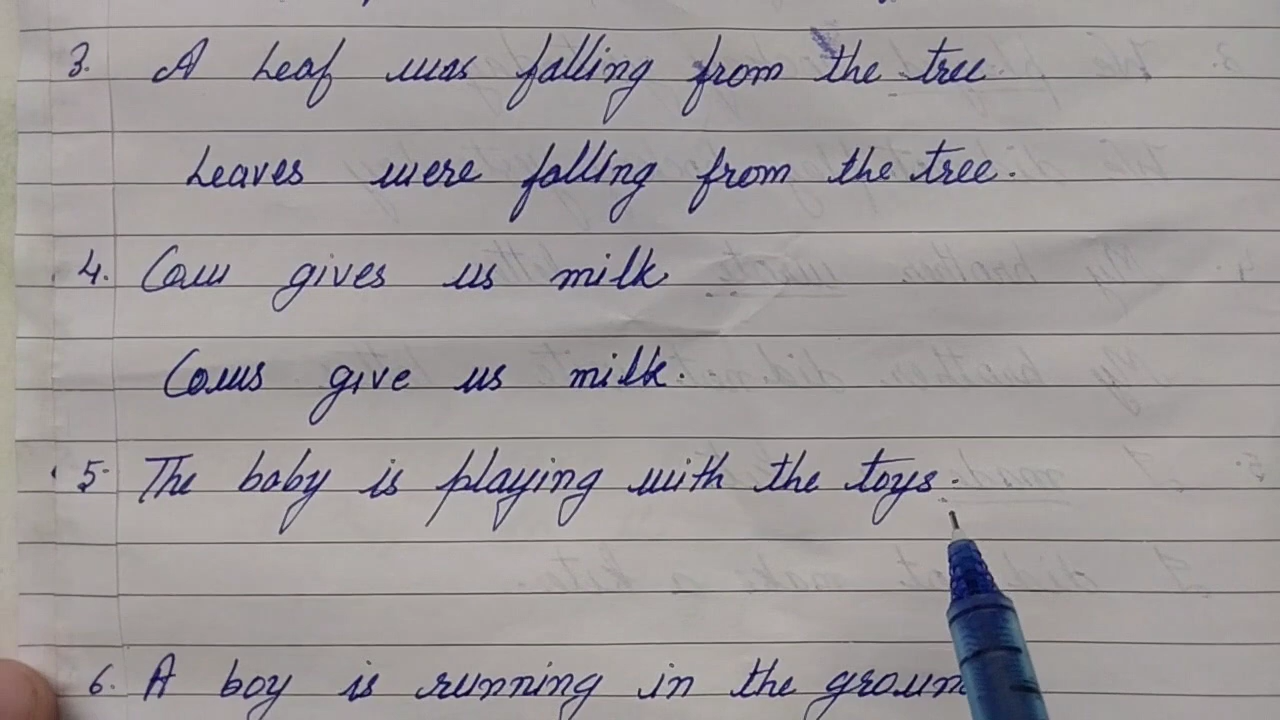 3. A Leaf was falling from the tree
Leaves were falling from the tree.
4. Cow gives us milk
Cows give us milk.
5. The baby is playing with the toys.
6. A boy is running in the